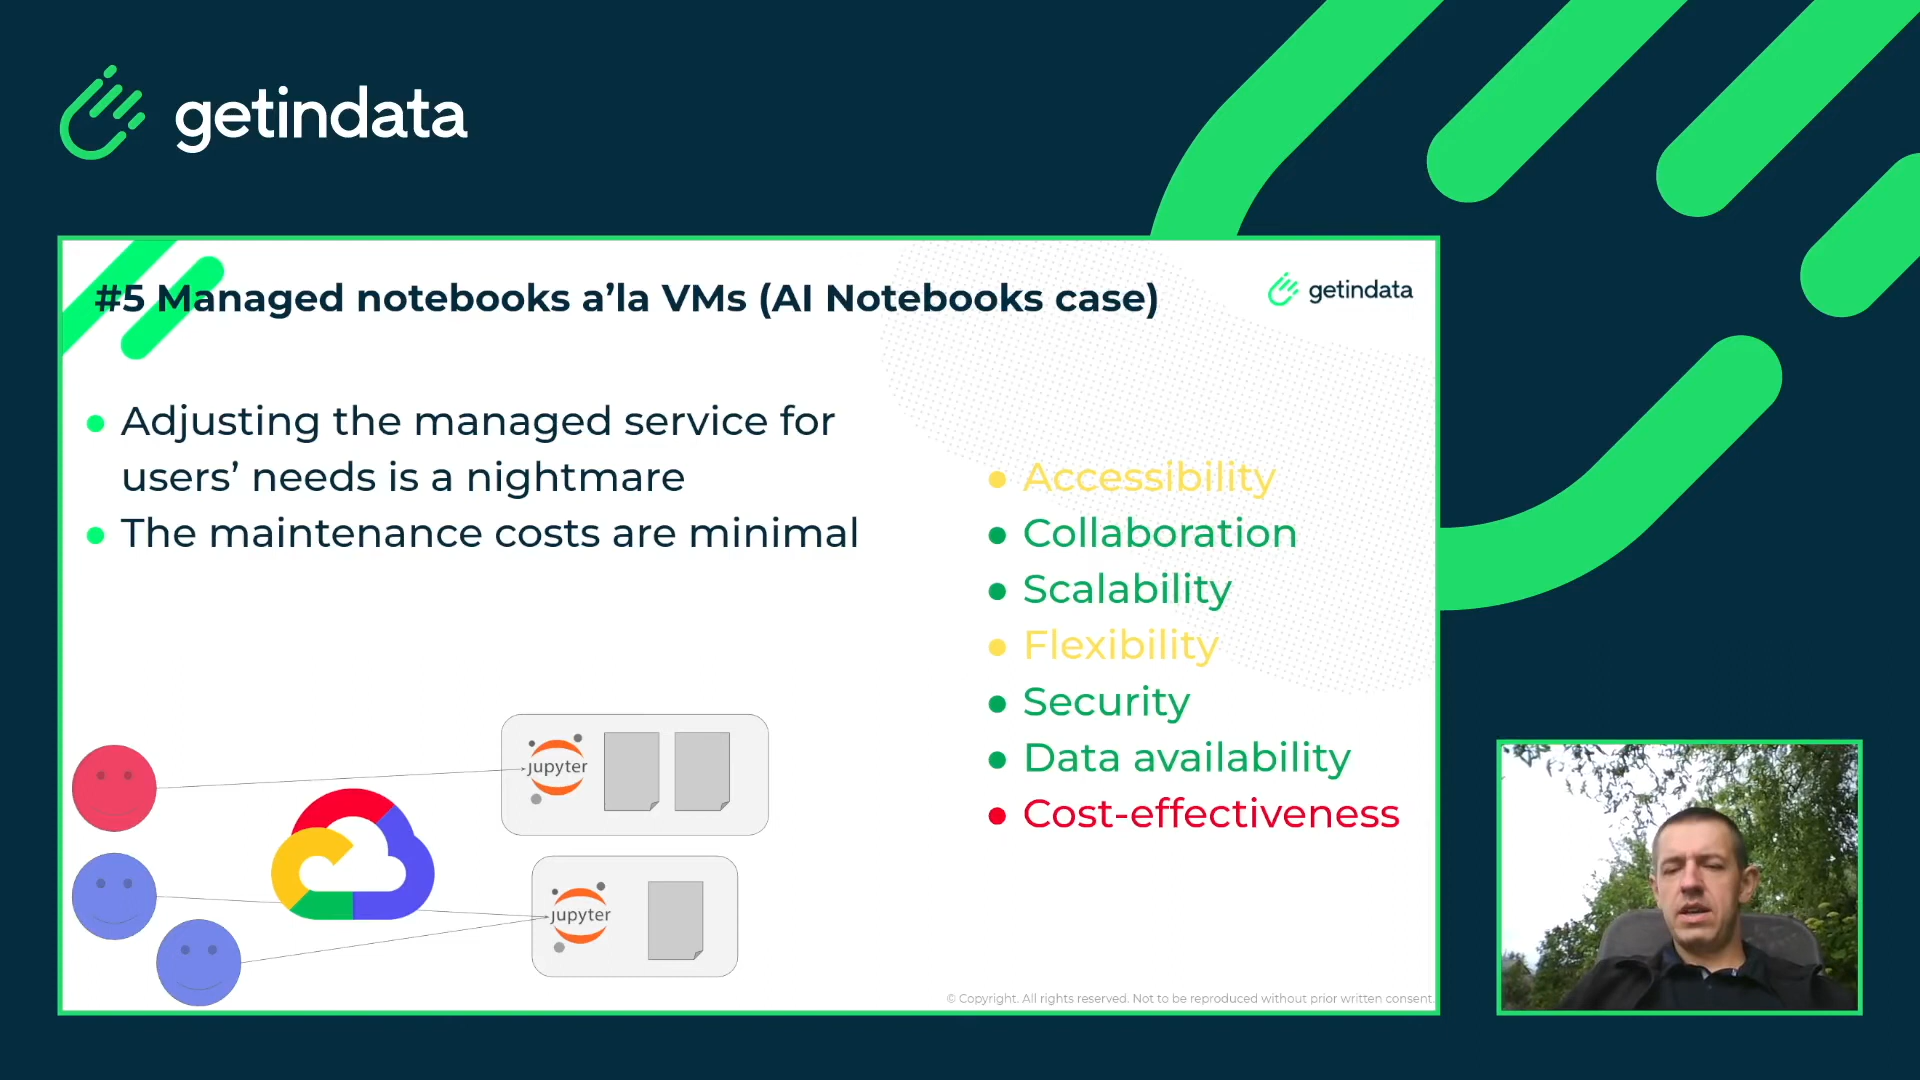 getindata
#5 Managed notebooks a’la VMs (AI Notebooks case)
getindata
Adjusting the managed service for
users’ needs is a nightmare
The maintenance costs are minimal
Accessibility
Collaboration
Scalability
Flexibility
Security
Data availability
Cost-effectiveness
jupyter
jupyter
© Copyright. All rights reserved. Not to be reproduced without prior written consent.